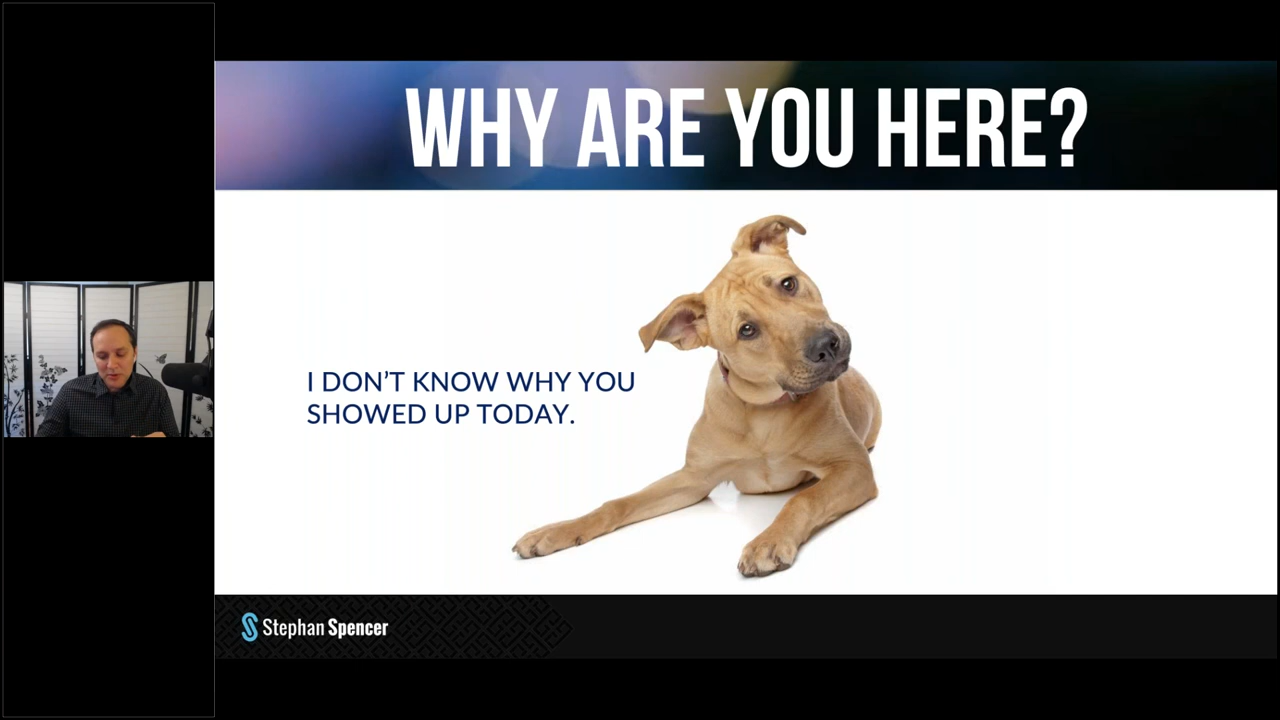 WHY ARE YOU HERE?
I DON’T KNOW WHY YOU
SHOWED UP TODAY.
Stephan Spencer